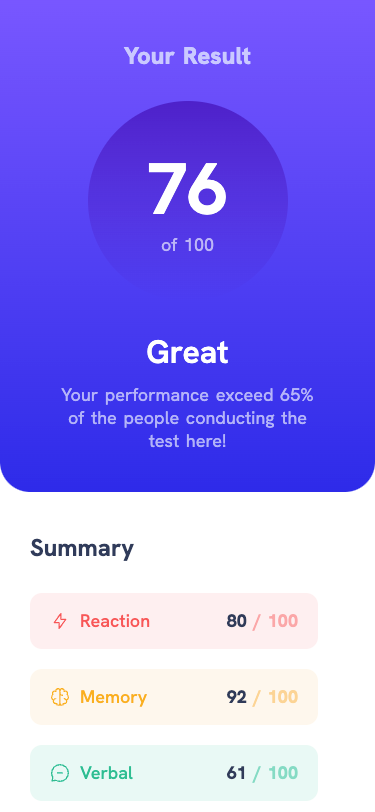 Your Result
76
of 100
Great
Your performance exceed 65%
of the people conducting the
test here!
Summary
Reaction 80 / 100
Memory 92 / 100
Verbal 61 / 100